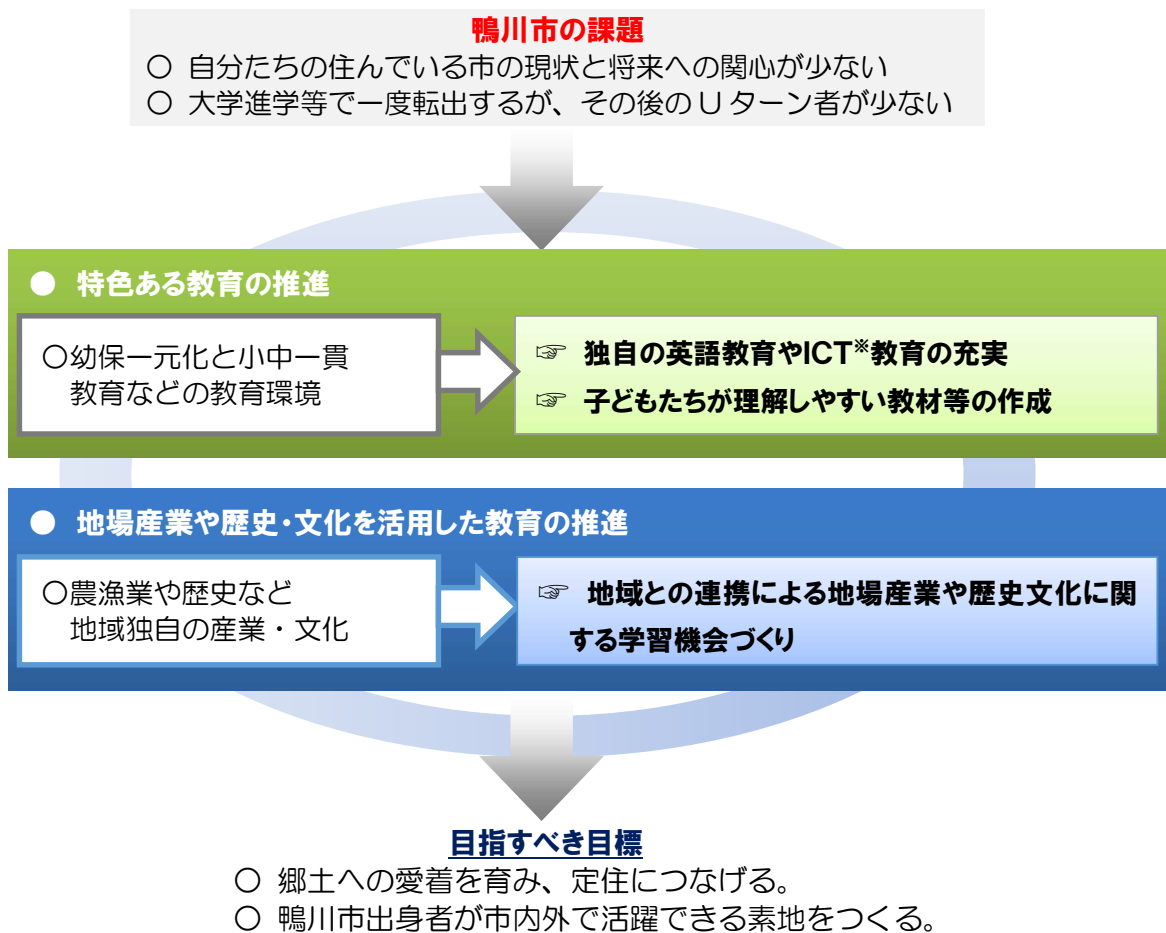 鴨川市の課題
○ 自分たちの住んでいる市の現状と将来への関心が少ない
○ 大学進学等で一度転出するが、その後のUターン者が少ない
● 特色ある教育の推進
○幼保一元化と小中一貫
教育などの教育環境
☞ 独自の英語教育やICT※教育の充実
☞ 子どもたちが理解しやすい教材等の作成
● 地場産業や歴史・文化を活用した教育の推進
○農漁業や歴史など
地域独自の産業・文化
☞ 地域との連携による地場産業や歴史文化に関
する学習機会づくり
目指すべき目標
○ 郷土への愛着を育み、定住につなげる。
○ 鴨川市出身者が市内外で活躍できる素地をつくる。